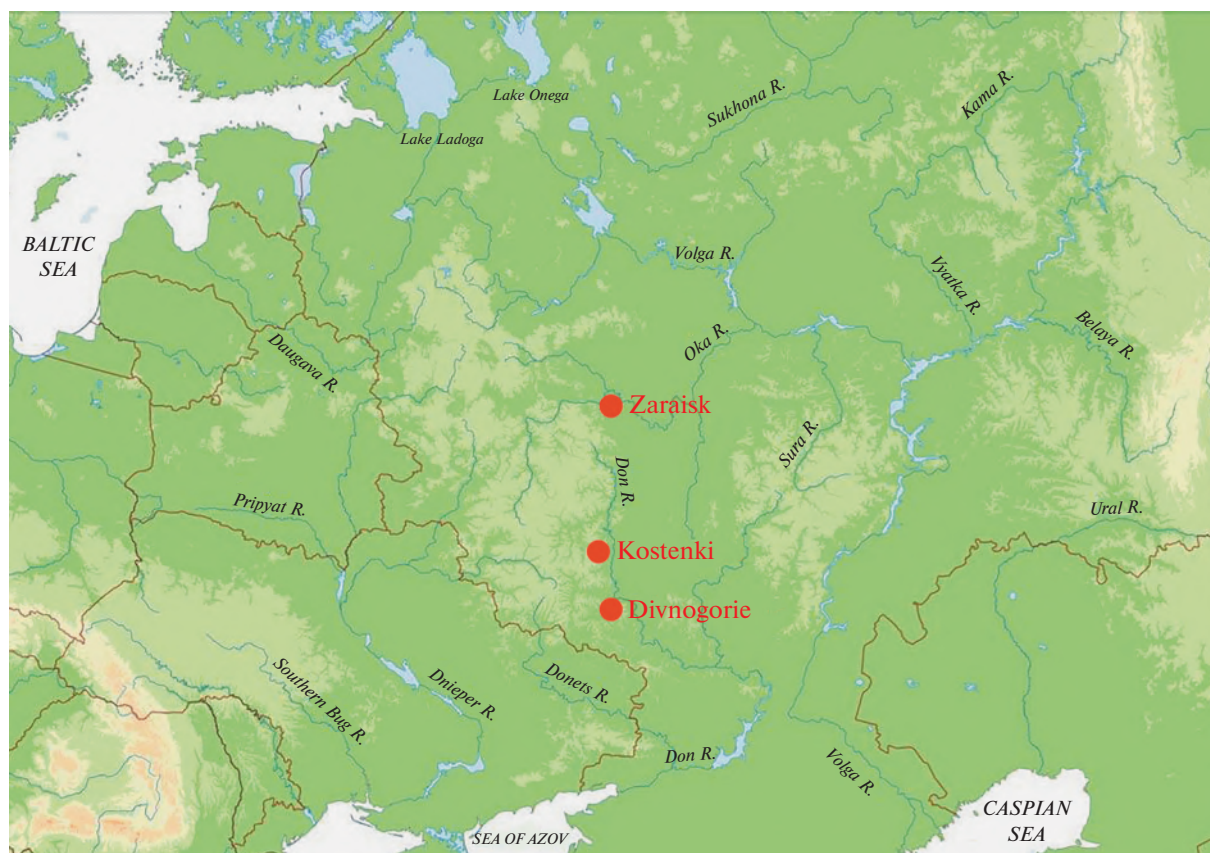 Lake Onega
Lake Ladoga
Sukhona R.
Kama R.
BALTIC
SEA
Volga R.
Vyatka R.
Belaya R.
Daugava R.
Oka R.
Zaraisk
Sura R.
Don R.
Pripyat R.
Ural R.
Kostenki
Divnogorie
Southern Bug R.
Dnieper R.
Donets R.
Don R.
Volga R.
CASPIAN
SEA
SEA OF AZOV